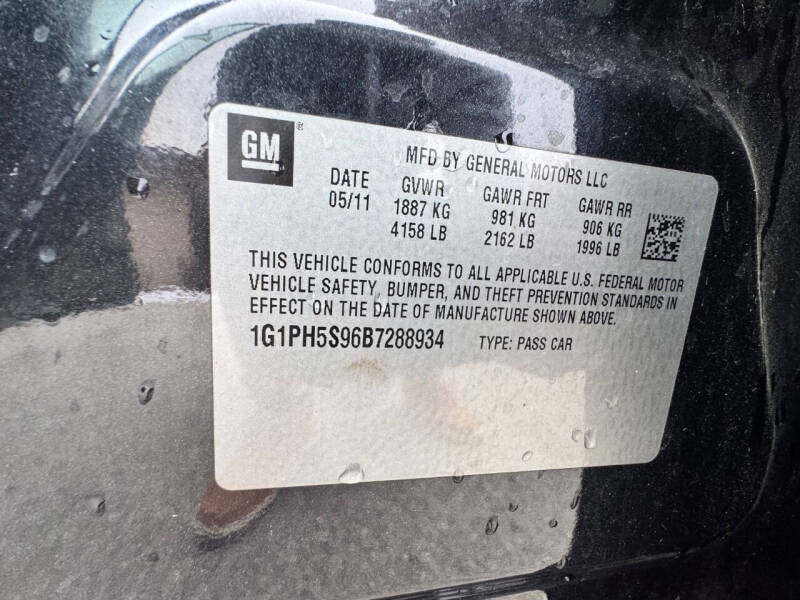 GM®
MFD BY GENERAL MOTORS LLC
DATE GVWR GAWR FRT GAWR RR
05/11 1887 KG 981 KG 906 KG
4158 LB 2162 LB 1996 LB
THIS VEHICLE CONFORMS TO ALL APPLICABLE U.S. FEDERAL MOTOR
VEHICLE SAFETY, BUMPER, AND THEFT PREVENTION STANDARDS IN
EFFECT ON THE DATE OF MANUFACTURE SHOWN ABOVE.
1G1PH5S96B7288934 TYPE: PASS CAR